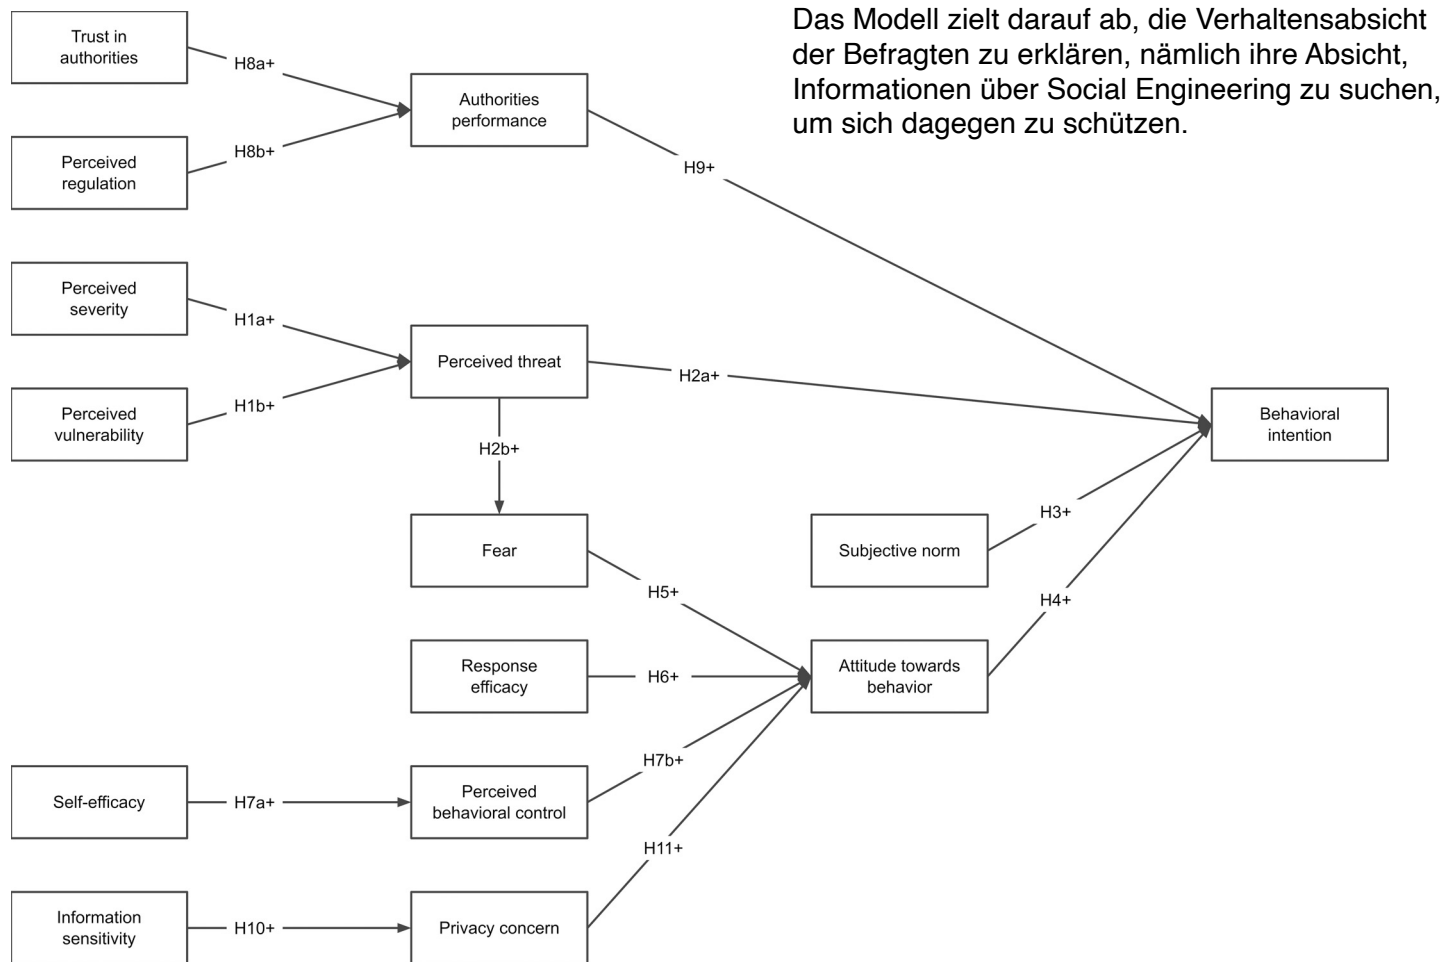 Das Modell zielt darauf ab, die Verhaltensabsicht
der Befragten zu erklären, nämlich ihre Absicht,
Informationen über Social Engineering zu suchen,
um sich dagegen zu schützen.
Trust in
authorities
H8a+
Authorities
performance
Perceived
regulation
H8b+
H9+
Perceived
severity
H1a+
Perceived threat
H2a+
Perceived
vulnerability
H1b+
H2b+
Behavioral
intention
Fear
H5+
Subjective norm
H3+
H4+
Response
efficacy
H6+
Attitude towards
behavior
Self-efficacy
H7a+
Perceived
behavioral control
H7b+
H11+
Information
sensitivity
H10+
Privacy concern